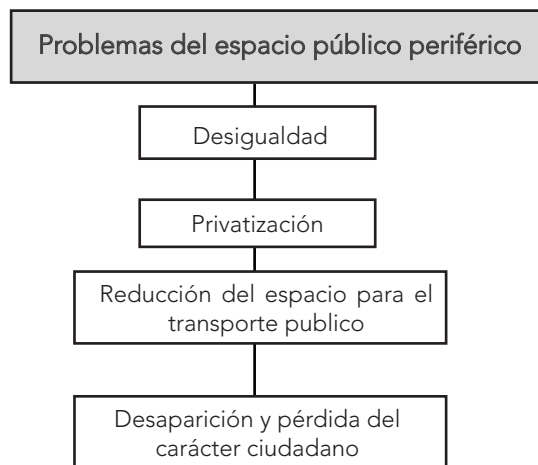 Problemas del espacio público periférico
Desigualdad
Privatización
Reducción del espacio para el
transporte publico
Desaparición y pérdida del
carácter ciudadano